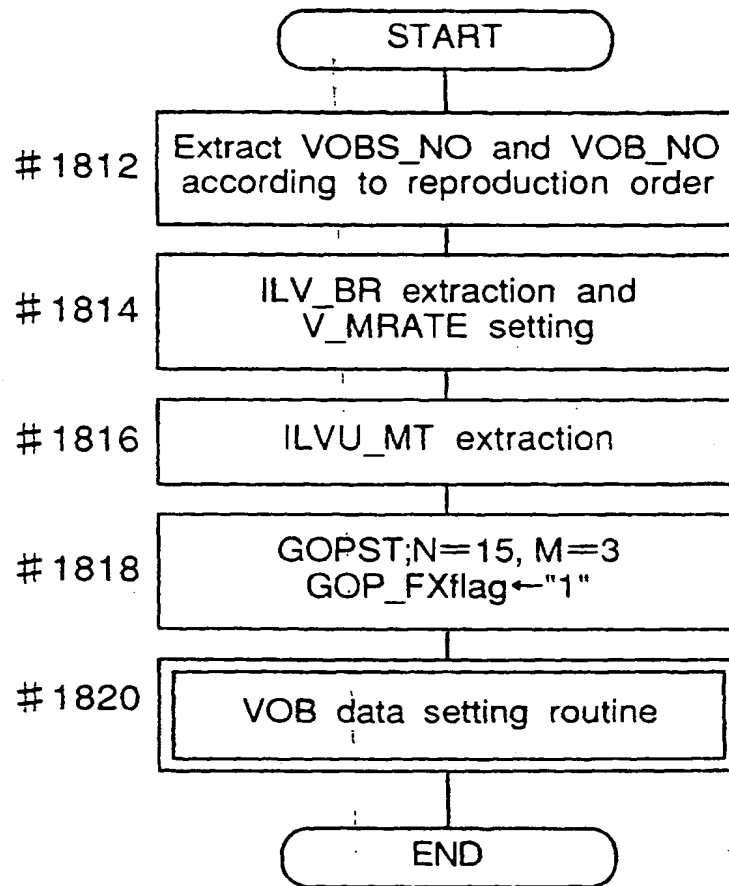 START
#1812
Extract VOBS_NO and VOB_NO
according to reproduction order
#1814
ILV_BR extraction and
V_MRATE setting
#1816
ILVU_MT extraction
#1818
GOPST;N=15, M=3
GOP_FXflag←"1"
#1820
VOB data setting routine
END